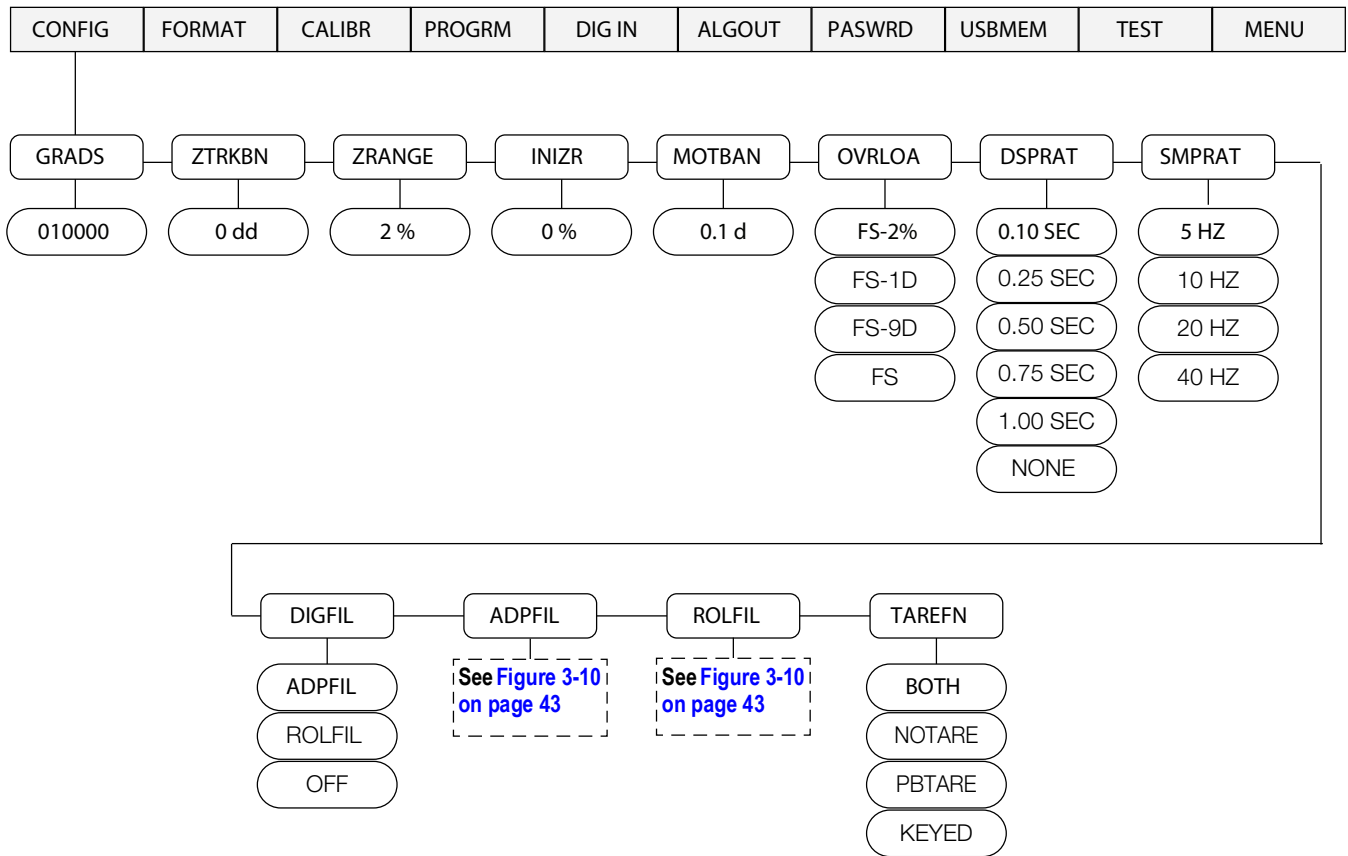 CONFIG FORMAT CALIBR PROGRM DIG IN ALGOUT PASWRD USBMEM TEST MENU
GRADS ZTRKBN ZRANGE INIZR MOTBAN OVRLOA DSPRAT SMPRAT
010000 0 dd 2 % 0 % 0.1 d FS-2% 0.10 SEC 5 HZ
FS-1D 0.25 SEC 10 HZ
FS-9D 0.50 SEC 20 HZ
FS 0.75 SEC 40 HZ
1.00 SEC
NONE
DIGFIL ADPFIL ROLFIL TAREFN
ADPFIL See Figure 3-10 See Figure 3-10 BOTH
on page 43 on page 43
ROLFIL NOTARE
OFF PBTARE
KEYED